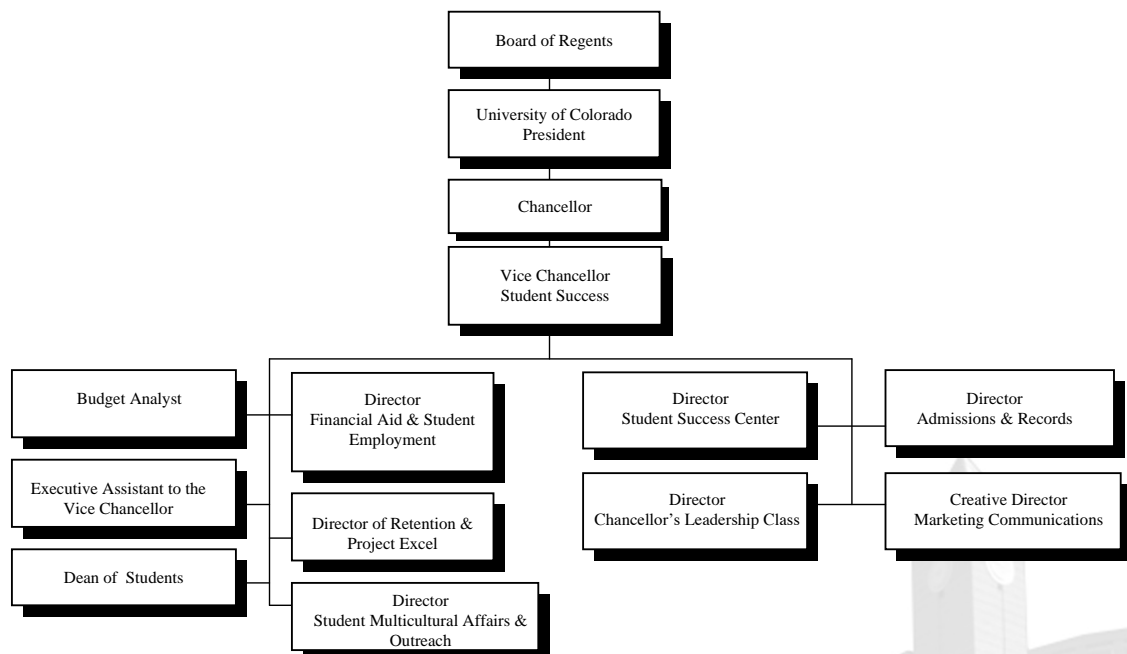 Board of Regents
University of Colorado
President
Chancellor
Vice Chancellor
Student Success
Budget Analyst
Director
Financial Aid & Student
Employment
Executive Assistant to the
Vice Chancellor
Director of Retention &
Project Excel
Dean of Students
Director
Student Multicultural Affairs &
Outreach
Director
Student Success Center
Director
Admissions & Records
Director
Chancellor’s Leadership Class
Creative Director
Marketing Communications